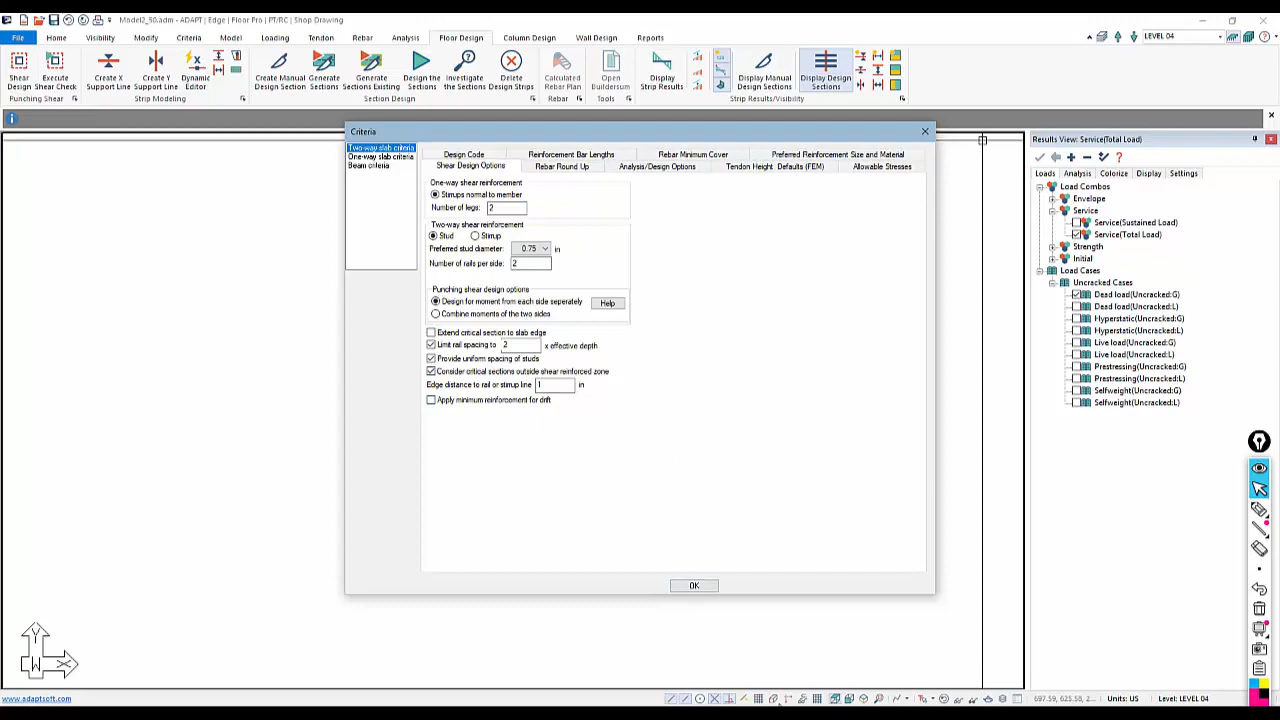 Model2_50.adm - ADAPT | Edge | Floor Pro | PT/RC | Shop Drawing
File Home Visibility Modify Criteria Model Loading Tendon Rebar Analysis Floor Design Column Design Wall Design Reports
LEVEL 04
Shear Design
Execute Shear Check
Create X Support Line
Create Y Support Line
Dynamic Editor
Create Manual Design Section
Generate Sections
Generate Sections Existing
Design the Sections
Investigate the Sections
Delete Design Strips
Calculated Rebar Plan
Open Buildersum
Display Strip Results
Display Manual Design Sections
Display Design Sections
Punching Shear Strip Modeling Section Design Rebar Tools Strip Results/Visibility
Criteria
Two-way slab criteria
One-way slab criteria
Beam criteria
Design Code Reinforcement Bar Lengths Rebar Minimum Cover Preferred Reinforcement Size and Material
Shear Design Options Rebar Round Up Analysis/Design Options Tendon Height Defaults (FEM) Allowable Stresses
One-way shear reinforcement
Stirrups normal to member
Number of legs: 2
Two-way shear reinforcement
Stud Stirrup
Preferred stud diameter: 0.75 in
Number of rails per side: 2
Punching shear design options
Design for moment from each side seperately
Help
Combine moments of the two sides
Extend critical section to slab edge
Limit rail spacing to 2 x effective depth
Provide uniform spacing of studs
Consider critical sections outside shear reinforced zone
Edge distance to rail or stirrup line 1 in
Apply minimum reinforcement for drift
OK
Results View: Service(Total Load)
Loads Analysis Colorize Display Settings
Load Combos
Envelope
Service
Service(Sustained Load)
Service(Total Load)
Strength
Initial
Load Cases
Uncracked Cases
Dead load(Uncracked:G)
Dead load(Uncracked:L)
Hyperstatic(Uncracked:G)
Hyperstatic(Uncracked:L)
Live load(Uncracked:G)
Live load(Uncracked:L)
Prestressing(Uncracked:G)
Prestressing(Uncracked:L)
Selfweight(Uncracked:G)
Selfweight(Uncracked:L)
Y
W X
www.adaptsoft.com
Units: US Level: LEVEL 04